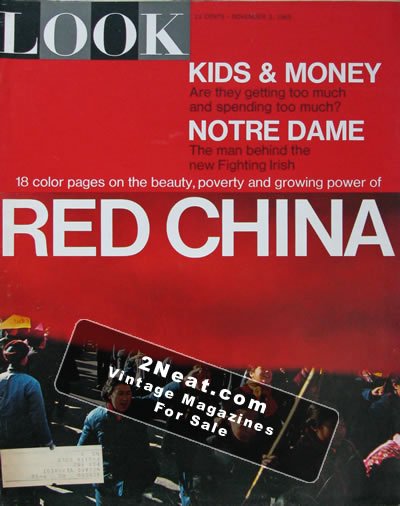 LOOK
25 CENTS · NOVEMBER 2, 1965
KIDS & MONEY
Are they getting too much
and spending too much?
NOTRE DAME
The man behind the
new Fighting Irish
18 color pages on the beauty, poverty and growing power of
RED CHINA
2Neat.com
Vintage Magazines
For Sale